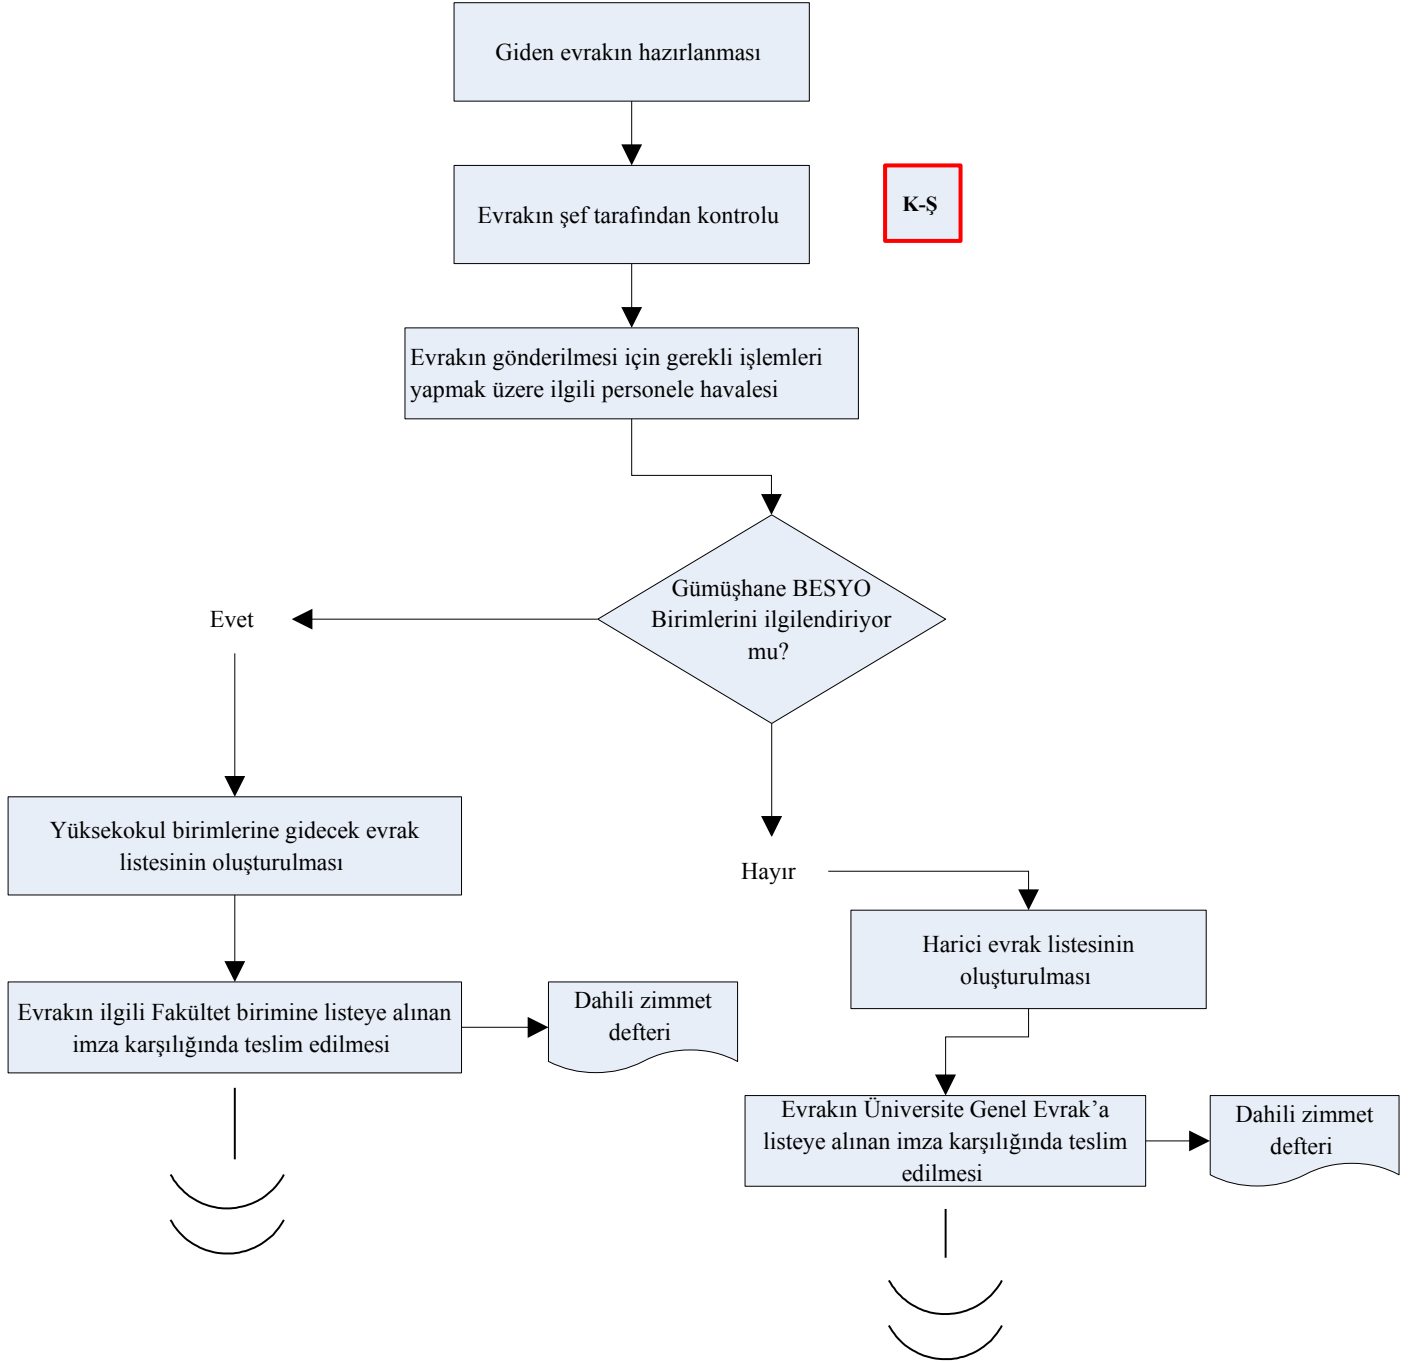 Giden evrakın hazırlanması
Evrakın şef tarafından kontrolu
K-Ş
Evrakın gönderilmesi için gerekli işlemleri
yapmak üzere ilgili personele havalesi
Gümüşhane BESYO
Birimlerini ilgilendiriyor
mu?
Evet
Yüksekokul birimlerine gidecek evrak
listesinin oluşturulması
Hayır
Harici evrak listesinin
oluşturulması
Evrakın ilgili Fakültet birimine listeye alınan
imza karşılığında teslim edilmesi
Dahili zimmet
defteri
Evrakın Üniversite Genel Evrak’a
listeye alınan imza karşılığında teslim
edilmesi
Dahili zimmet
defteri